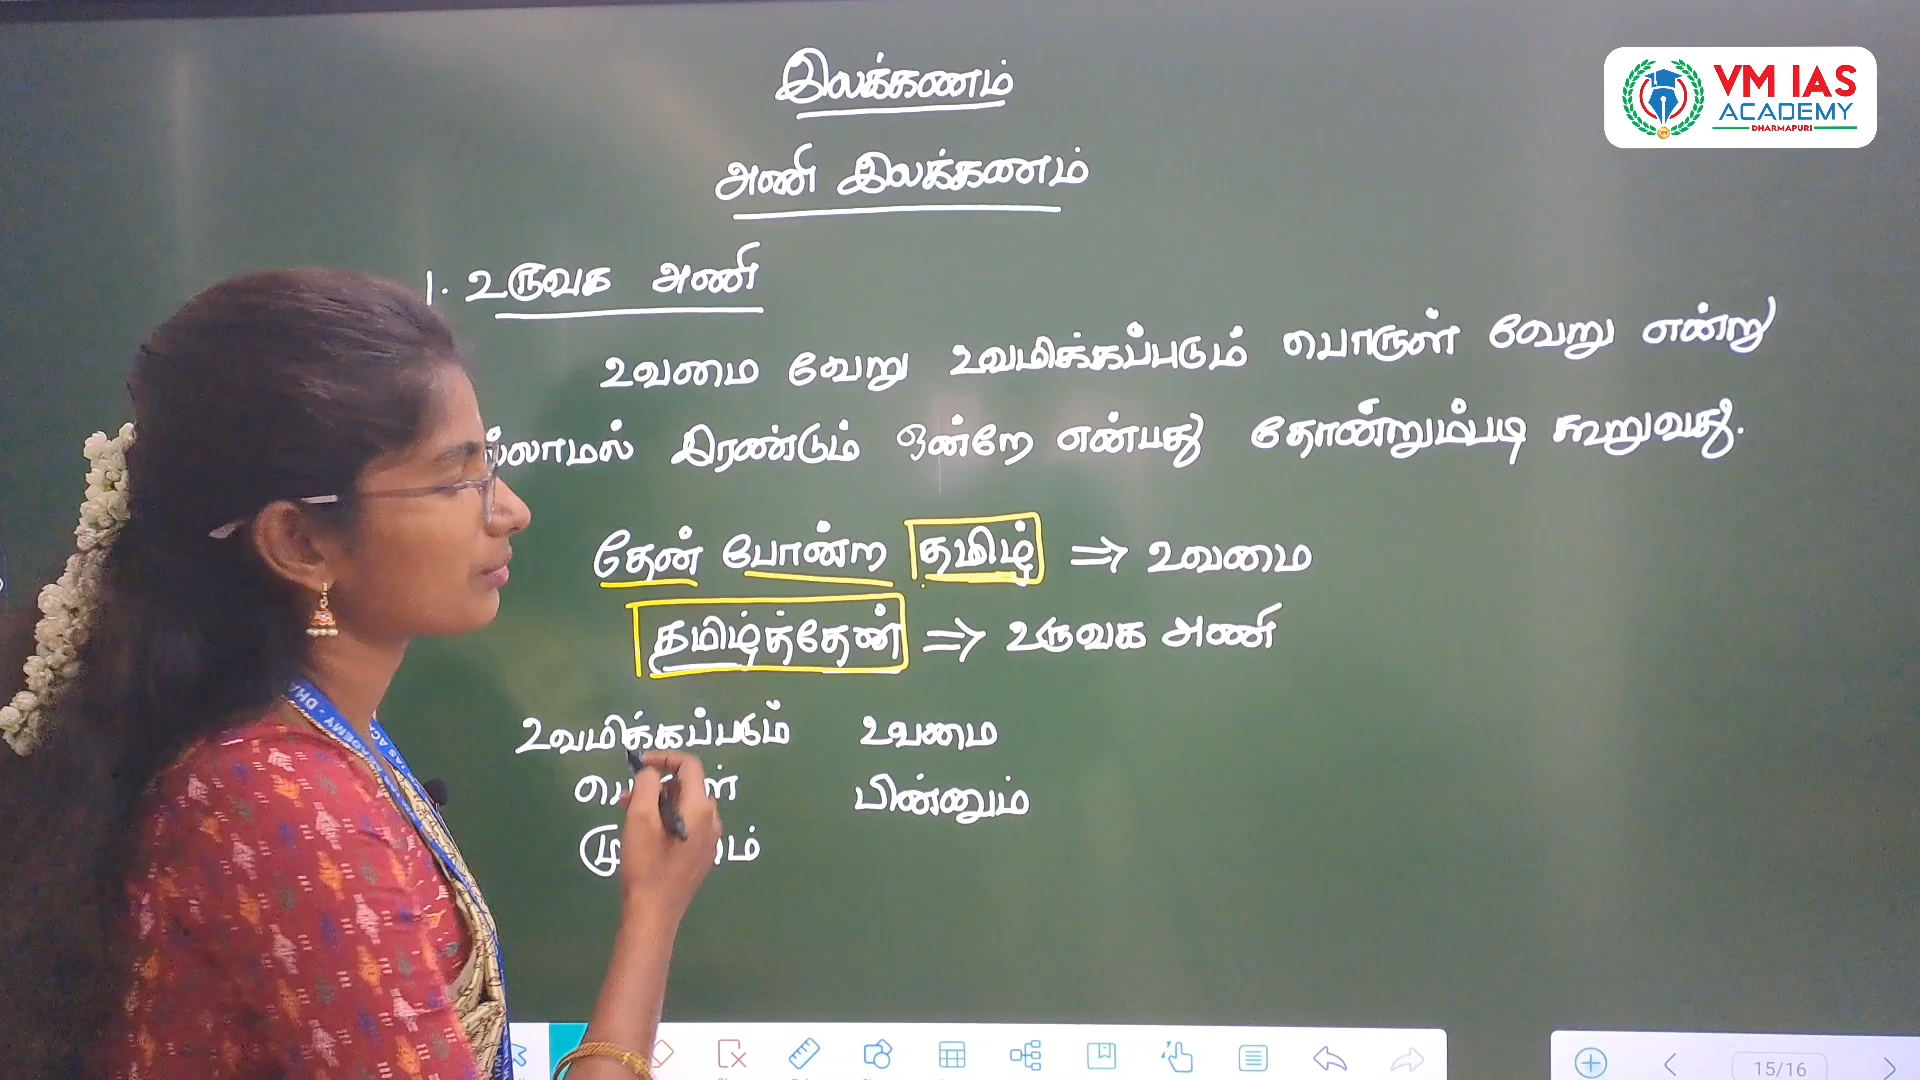 VM IAS
ACADEMY
DHARMAPURI
இலக்கணம்
அணி இலக்கணம்
1. உருவக அணி
உவமை வேறு உவமிக்கப்படும் பொருள் வேறு என்று
இரண்டும் ஒன்றே என்பது தோன்றும்படி கூறுவது.
தேன் போன்ற தமிழ் ⇒ உவமை
தமிழ்த்தேன் ⇒ உருவக அணி
உவமிக்கப்படும் உவமை
பின்னும்
15/16